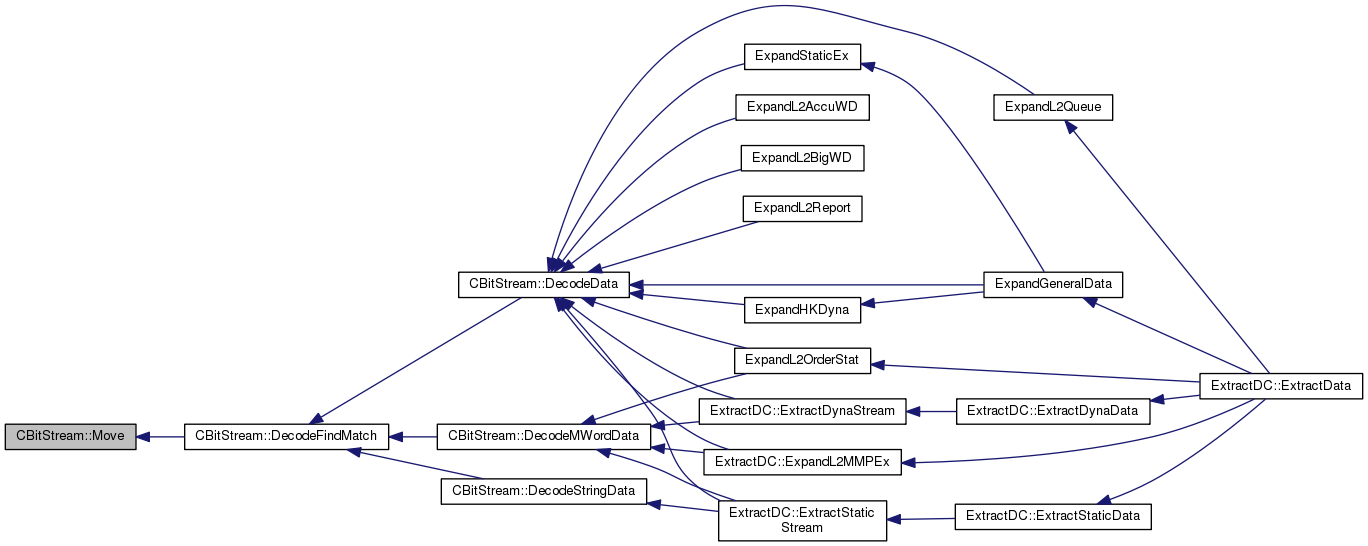 ExpandStaticEx
ExpandL2AccuWD
ExpandL2Queue
ExpandL2BigWD
ExpandL2Report
CBitStream::DecodeData
ExpandGeneralData
ExpandHKDyna
ExpandL2OrderStat
ExtractDC::ExtractData
ExtractDC::ExtractDynaStream
ExtractDC::ExtractDynaData
CBitStream::Move
CBitStream::DecodeFindMatch
CBitStream::DecodeMWordData
ExtractDC::ExpandL2MMPEx
CBitStream::DecodeStringData
ExtractDC::ExtractStatic
Stream
ExtractDC::ExtractStaticData